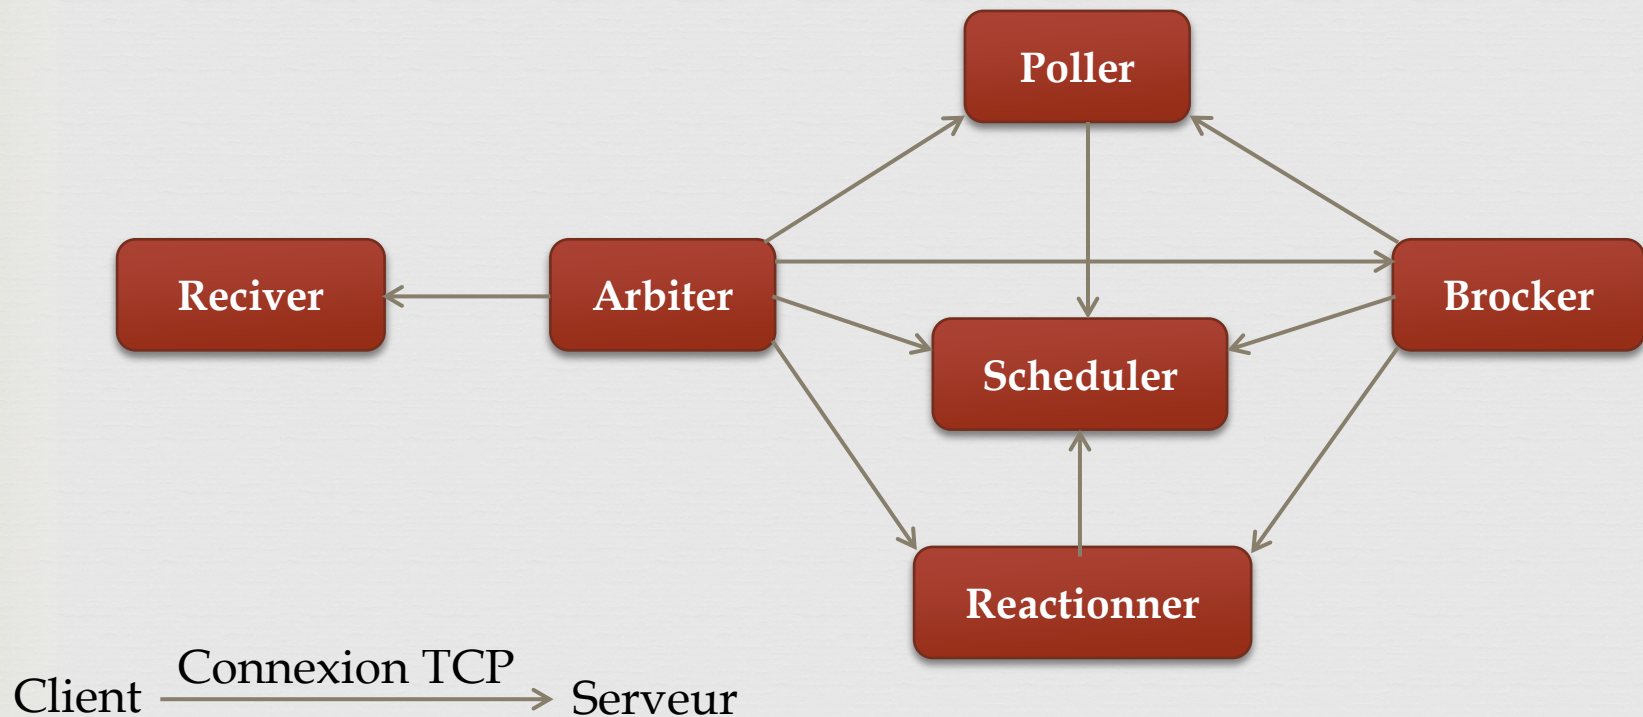 Poller
Reciver
Arbiter
Brocker
Scheduler
Reactionner
Connexion TCP
Client
Serveur